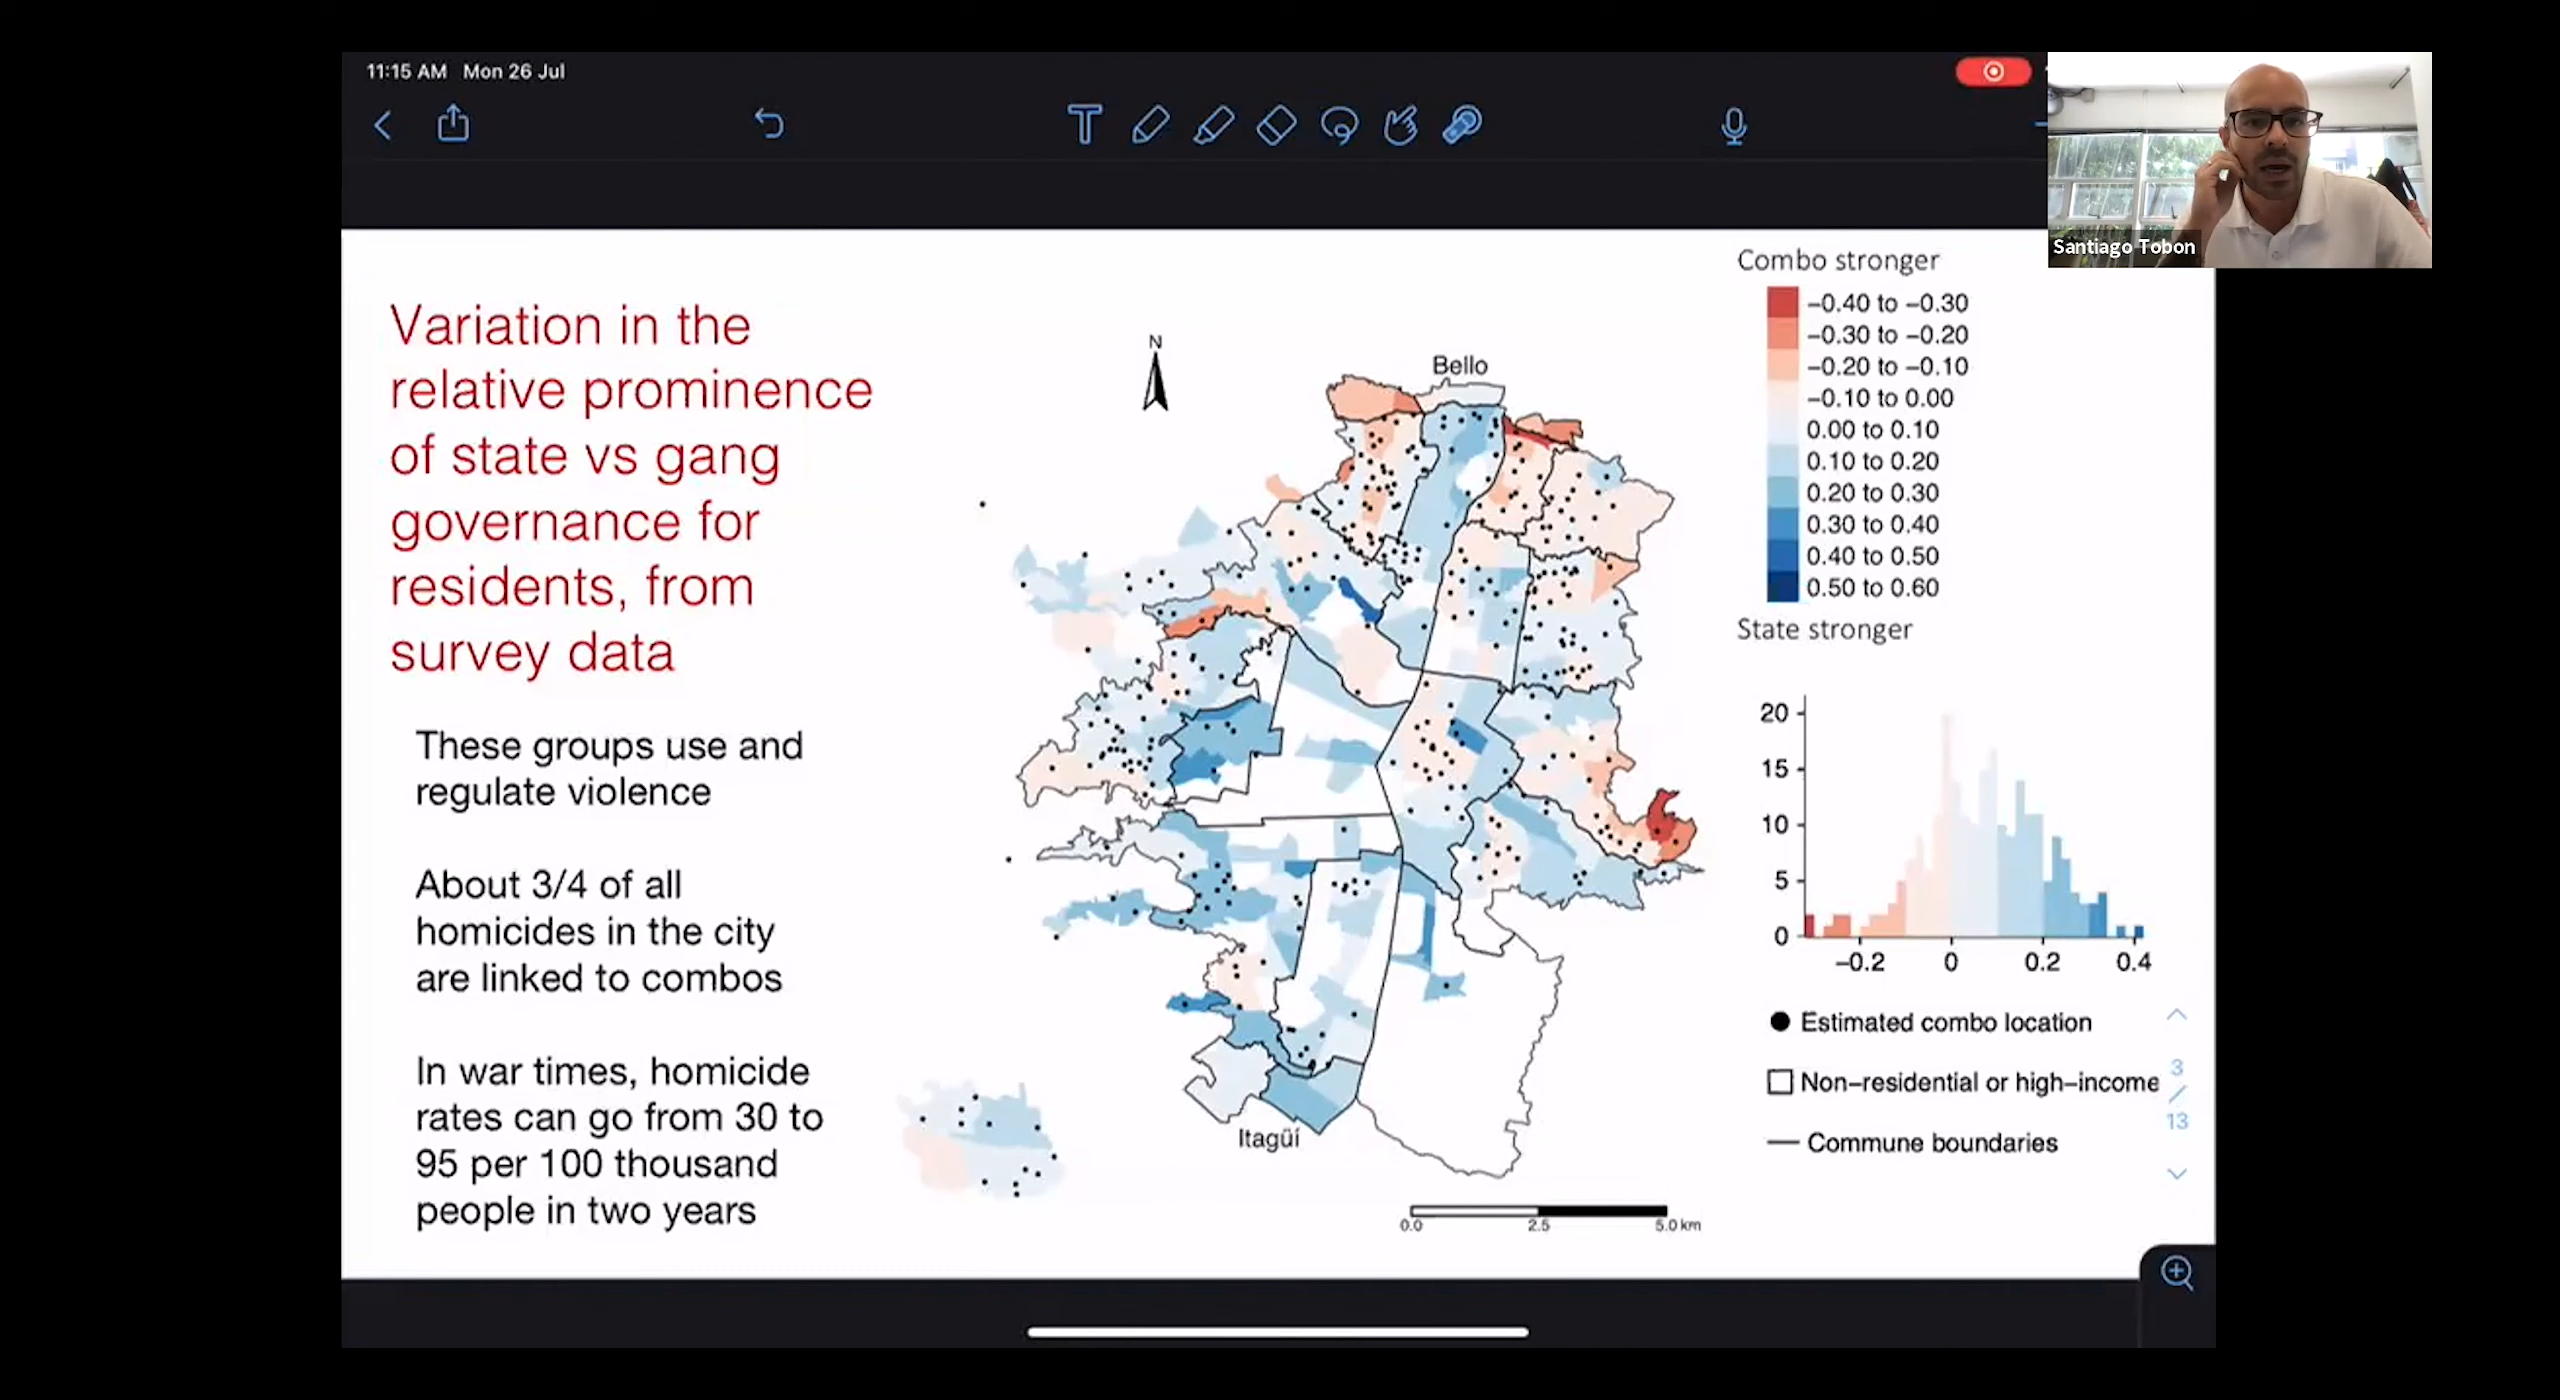 11:15 AM Mon 26 Jul
Santiago Tobon
Variation in the
relative prominence
of state vs gang
governance for
residents, from
survey data
These groups use and
regulate violence
About 3/4 of all
homicides in the city
are linked to combos
In war times, homicide
rates can go from 30 to
95 per 100 thousand
people in two years
N
Bello
Itagüí
0.0 2.5 5.0 km
Combo stronger
−0.40 to −0.30
−0.30 to −0.20
−0.20 to −0.10
−0.10 to 0.00
0.00 to 0.10
0.10 to 0.20
0.20 to 0.30
0.30 to 0.40
0.40 to 0.50
0.50 to 0.60
State stronger
20
15
10
5
0
−0.2 0 0.2 0.4
Estimated combo location
Non−residential or high−income
Commune boundaries
3
/
13